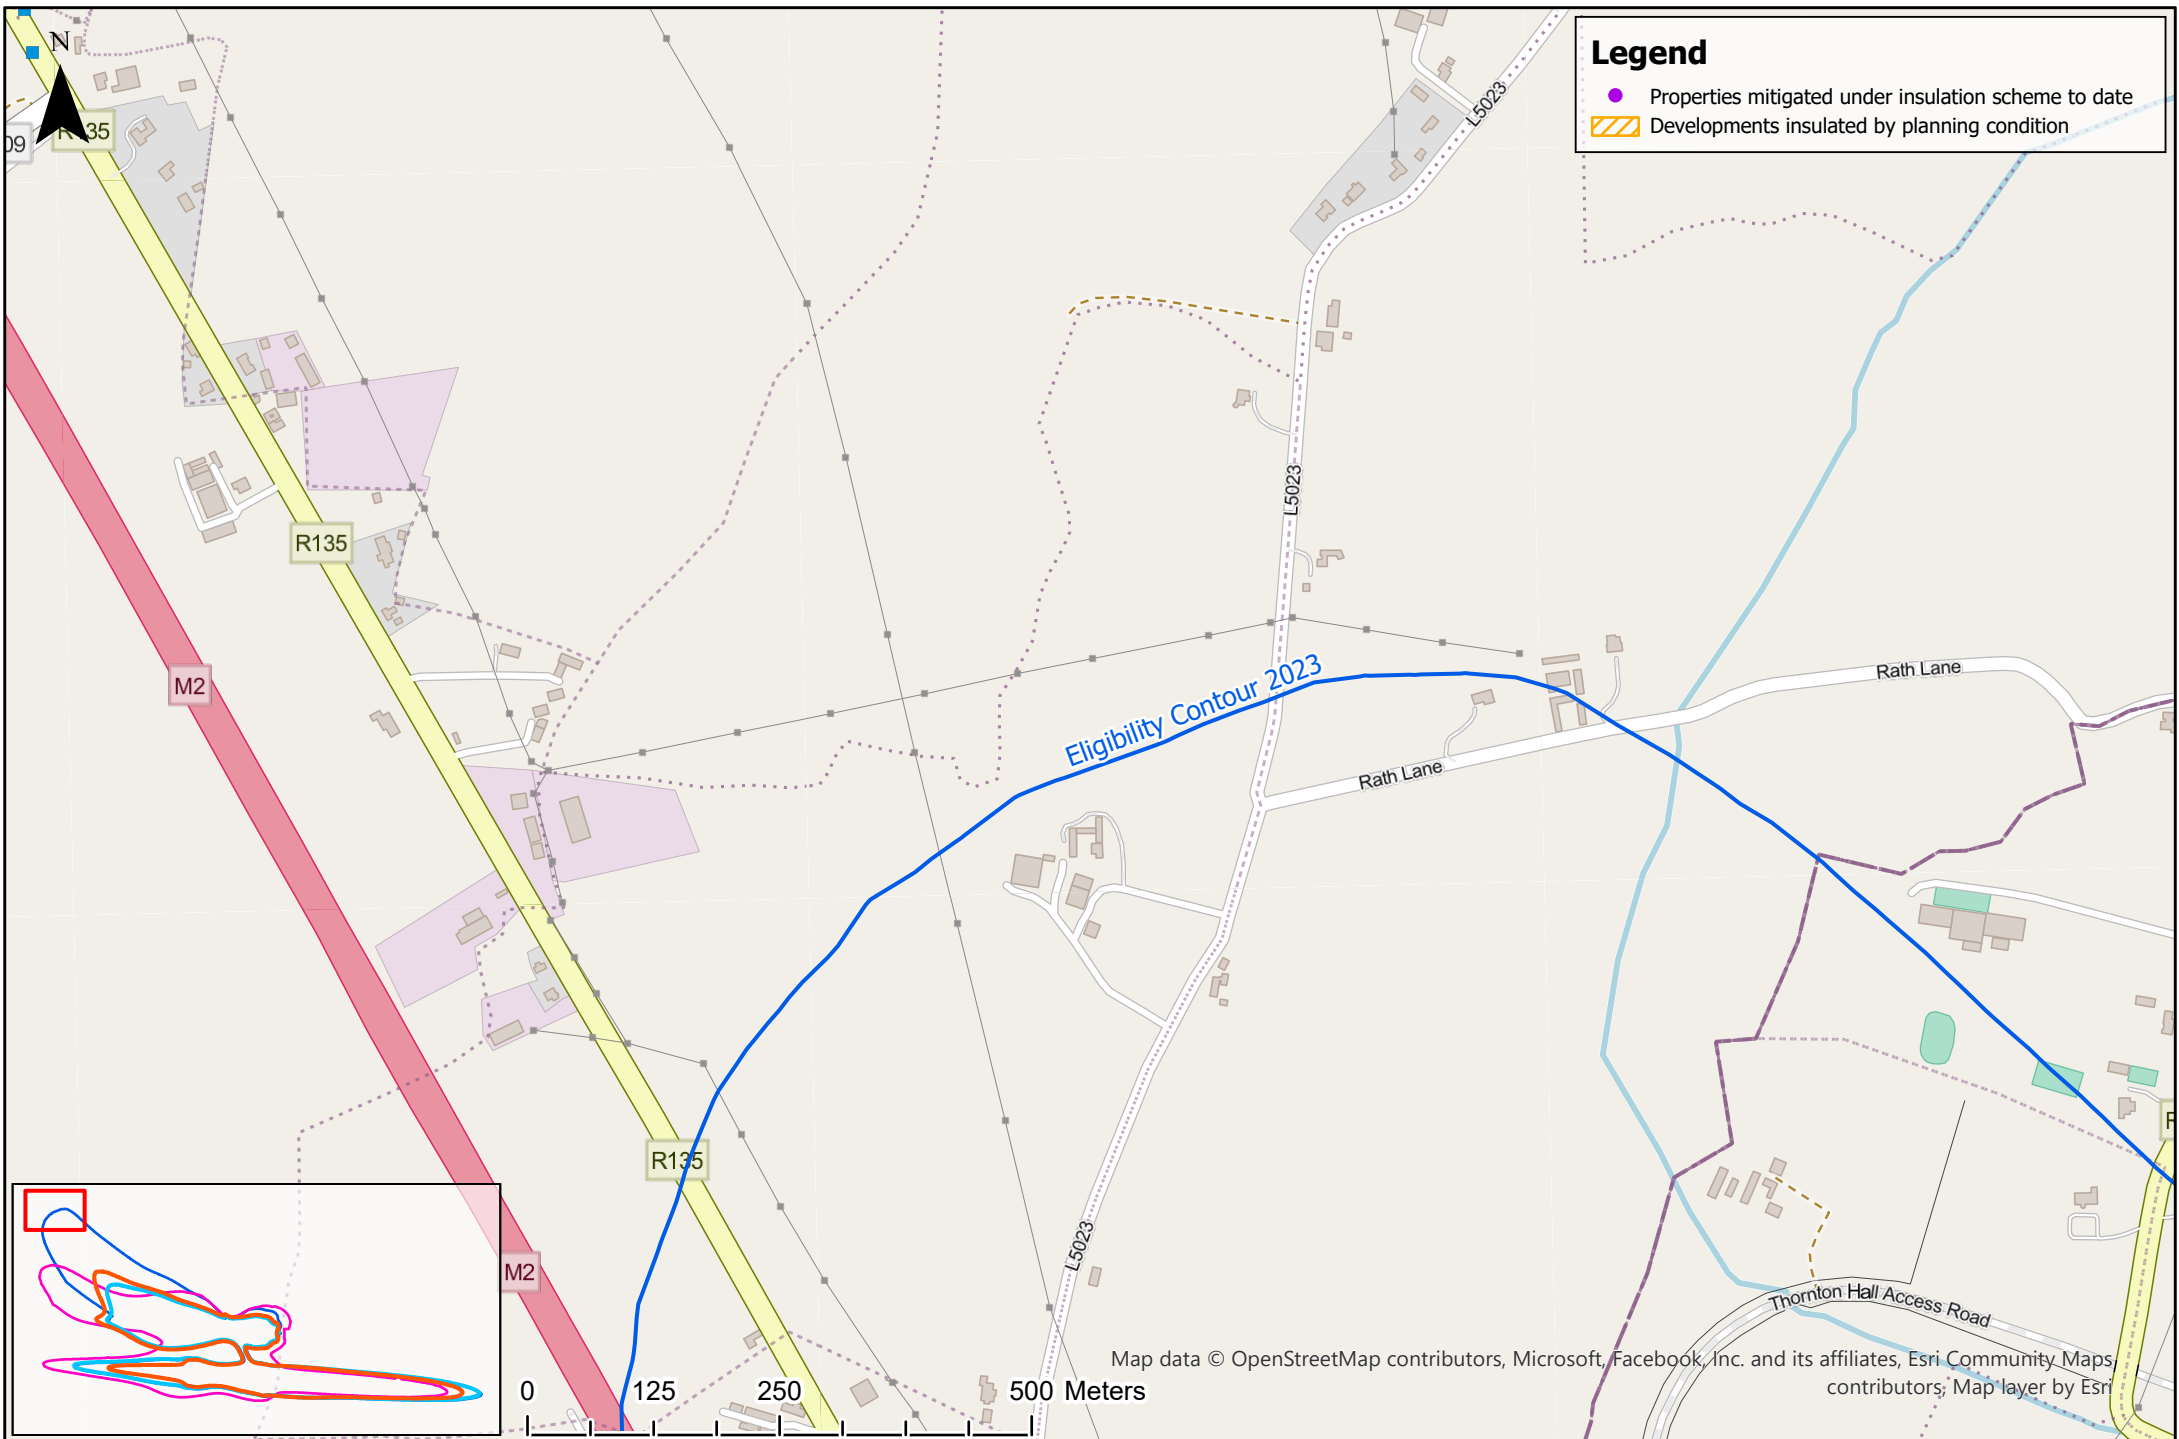 N
R135
09
Legend
Properties mitigated under insulation scheme to date
Developments insulated by planning condition
L5023
L5023
R135
M2
Eligibility Contour 2023
Rath Lane
Rath Lane
R135
R
L5023
M2
Thornton Hall Access Road
0 125 250 500 Meters
Map data © OpenStreetMap contributors, Microsoft, Facebook, Inc. and its affiliates, Esri Community Maps
contributors, Map layer by Esri